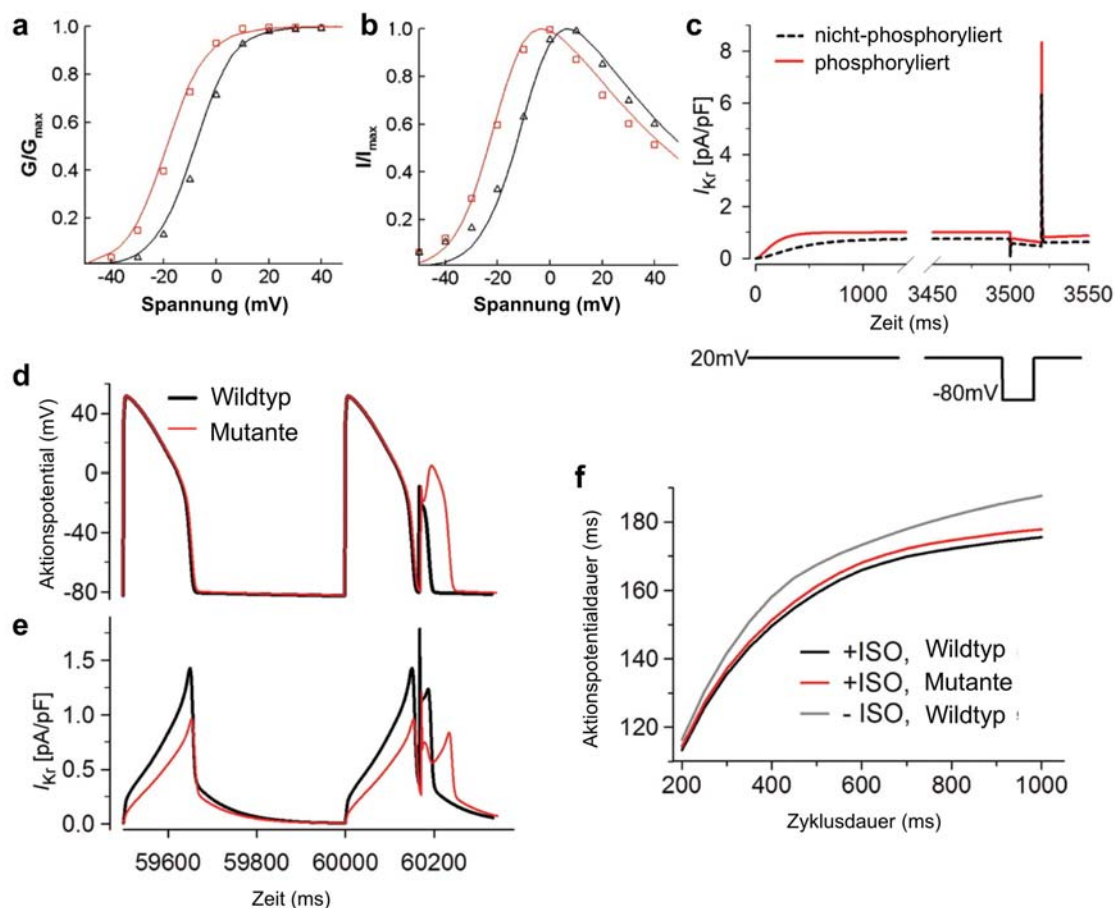 a
G/Gmax
1.0
0.8
0.6
0.4
0.2
-40 -20 0 20 40
Spannung (mV)
b
I/Imax
1.0
0.8
0.6
0.4
0.2
-40 -20 0 20 40
Spannung (mV)
c
nicht-phosphoryliert
phosphoryliert
IKr [pA/pF]
8
6
4
2
0
0 1000 3450 3500 3550
Zeit (ms)
20mV
-80mV
d
Wildtyp
Mutante
Aktionspotential (mV)
40
0
-40
-80
e
IKr [pA/pF]
1.5
1.0
0.5
0.0
59600 59800 60000 60200
Zeit (ms)
f
Aktionspotentialdauer (ms)
180
160
140
120
+ISO, Wildtyp
+ISO, Mutante
- ISO, Wildtyp
200 400 600 800 1000
Zyklusdauer (ms)